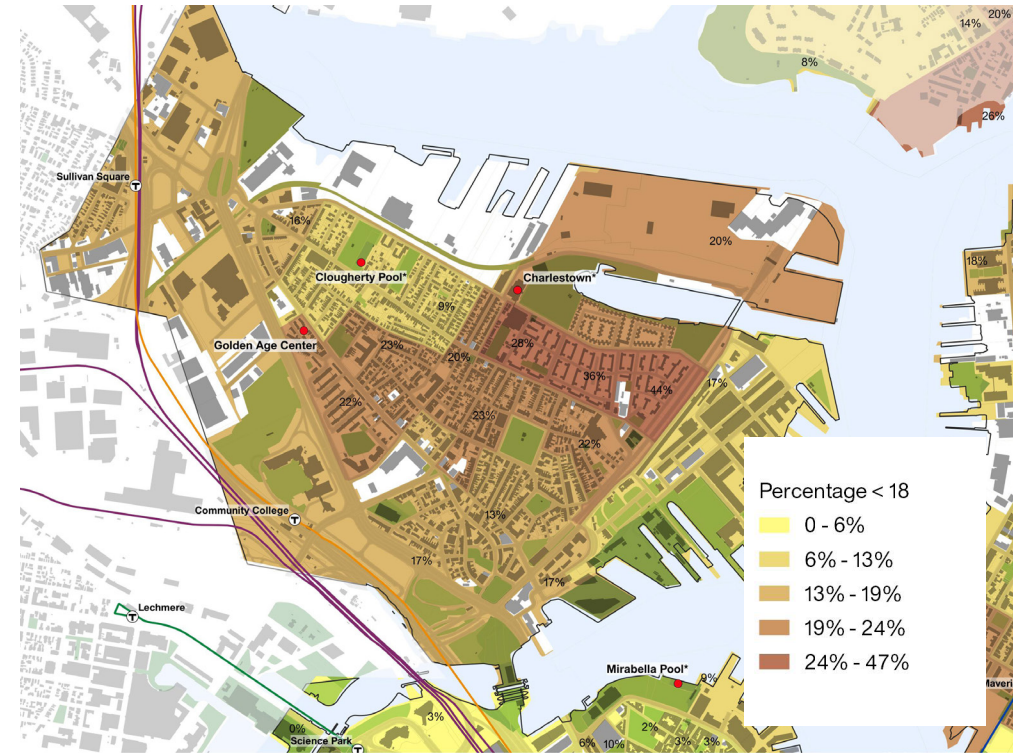 20%
14%
8%
26%
Sullivan Square
T
16%
20%
18%
Clougherty Pool*
Charlestown
9%
Golden Age Center
23%
28%
20%
36%
17%
44%
22%
23%
22%
Percentage < 18
0 - 6%
6% - 13%
13% - 19%
19% - 24%
24% - 47%
Community College
T
13%
17%
17%
Lechmere
T
Mirabella Pool*
9%
3%
0%
2%
Science Park
T
6%
10%
3%
3%